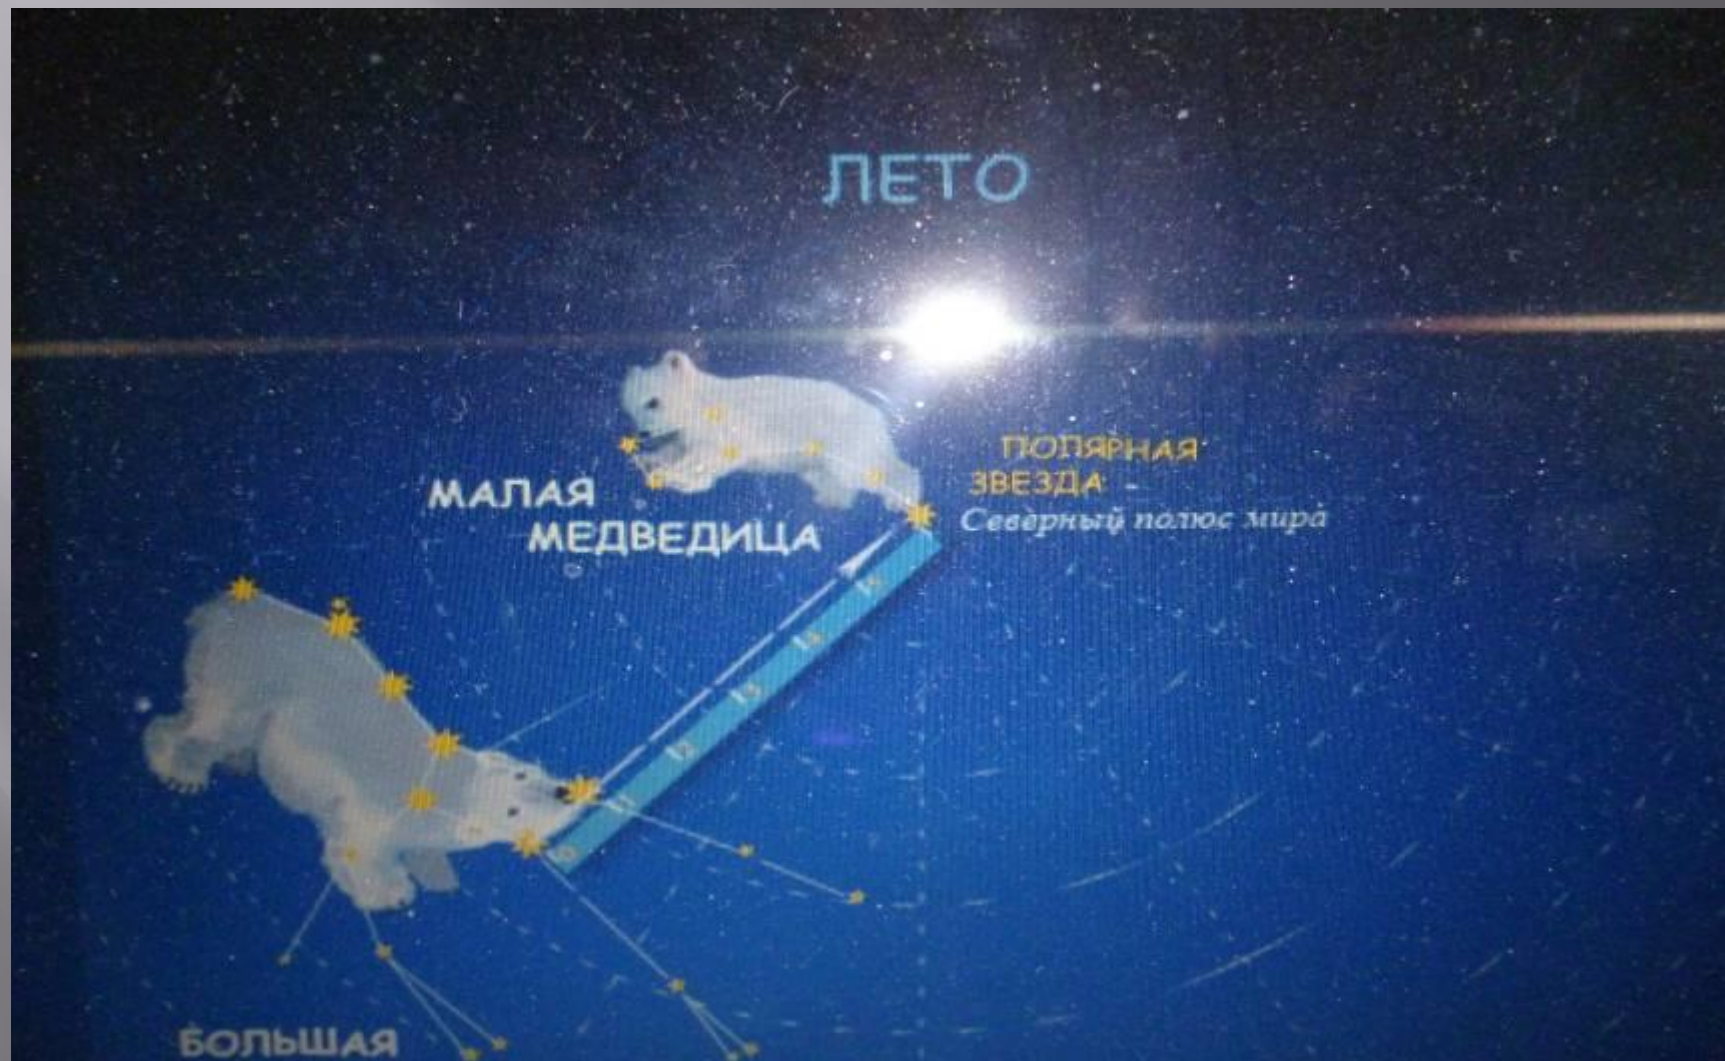 ЛЕТО
ПОЛЯРНАЯ
ЗВЕЗДА -
Северный полюс мира
МАЛАЯ
МЕДВЕДИЦА
БОЛЬШАЯ